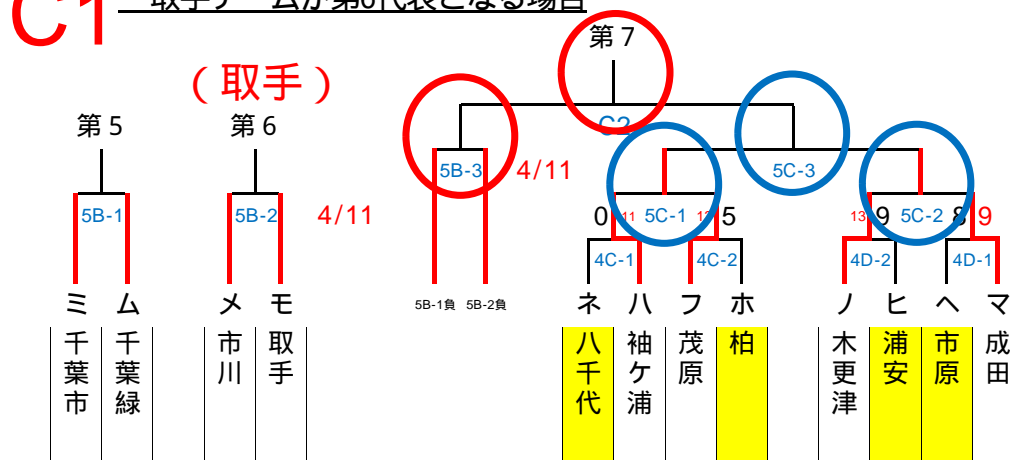 C1
取手チームが第6代表となる場合
第７
（取手）
第５
第６
C2
5B-3
4/11
5C-3
5B-1
5B-2
4/11
0
11
5C-1
13
5
13
9
5C-2
8
9
4C-1
4C-2
4D-2
4D-1
ミ
ム
メ
モ
5B-1負
5B-2負
ネ
ハ
フ
ホ
ノ
ヒ
ヘ
マ
千葉市
千葉緑
市川
取手
八千代
袖ケ浦
茂原
柏
木更津
浦安
市原
成田